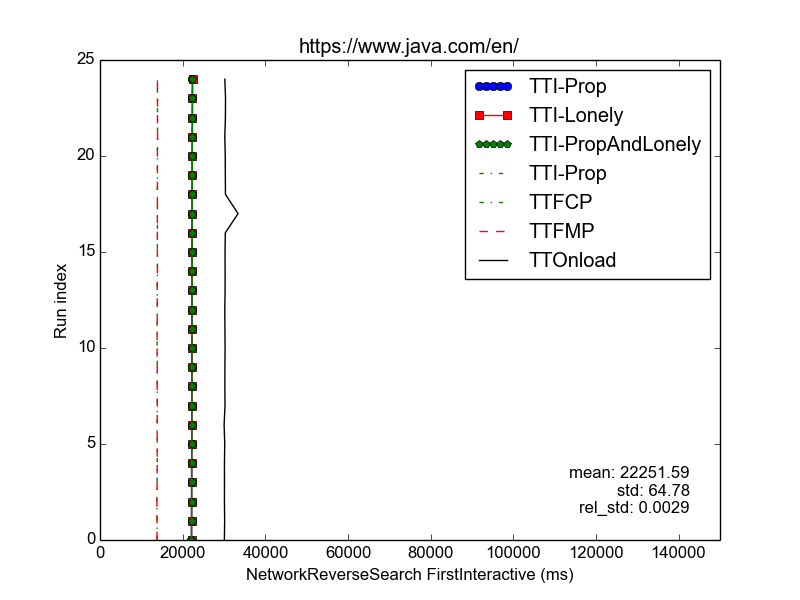 https://www.java.com/en/
25
20
15
10
5
0
Run index
TTI-Prop
TTI-Lonely
TTI-PropAndLonely
TTI-Prop
TTFCP
TTFMP
TTOnload
mean: 22251.59
std: 64.78
rel_std: 0.0029
0 20000 40000 60000 80000 100000 120000 140000
NetworkReverseSearch FirstInteractive (ms)